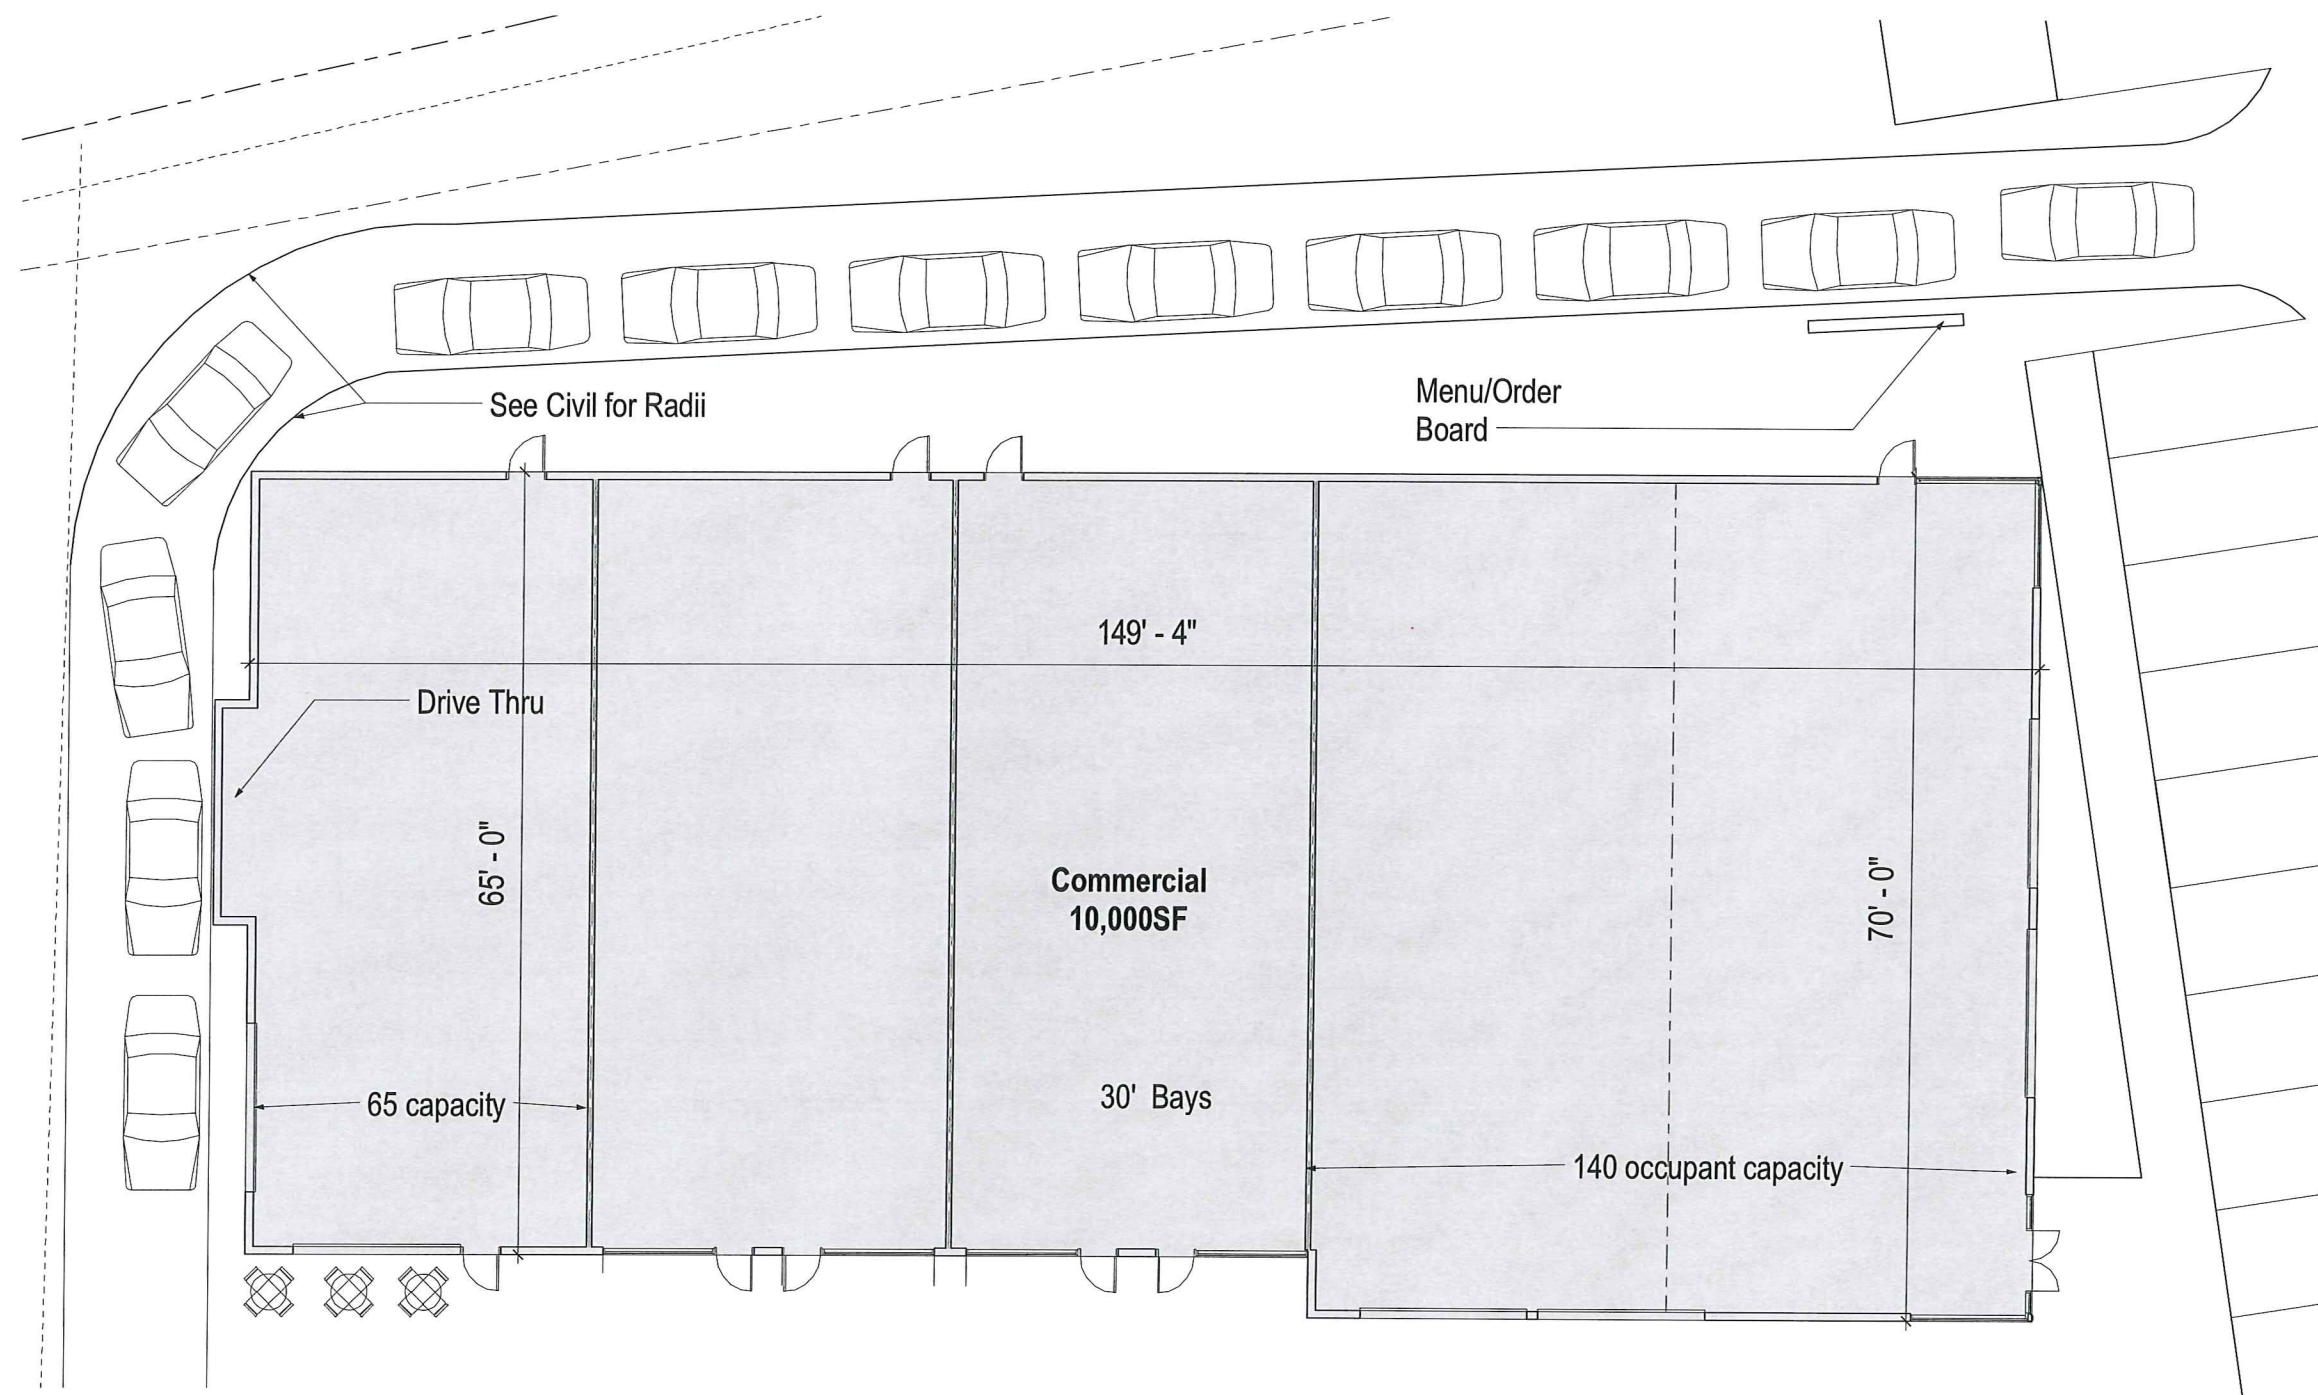 See Civil for Radii
Menu/Order
Board
149' - 4"
Drive Thru
65' - 0"
Commercial
10,000SF
70' - 0"
30' Bays
65 capacity
140 occupant capacity